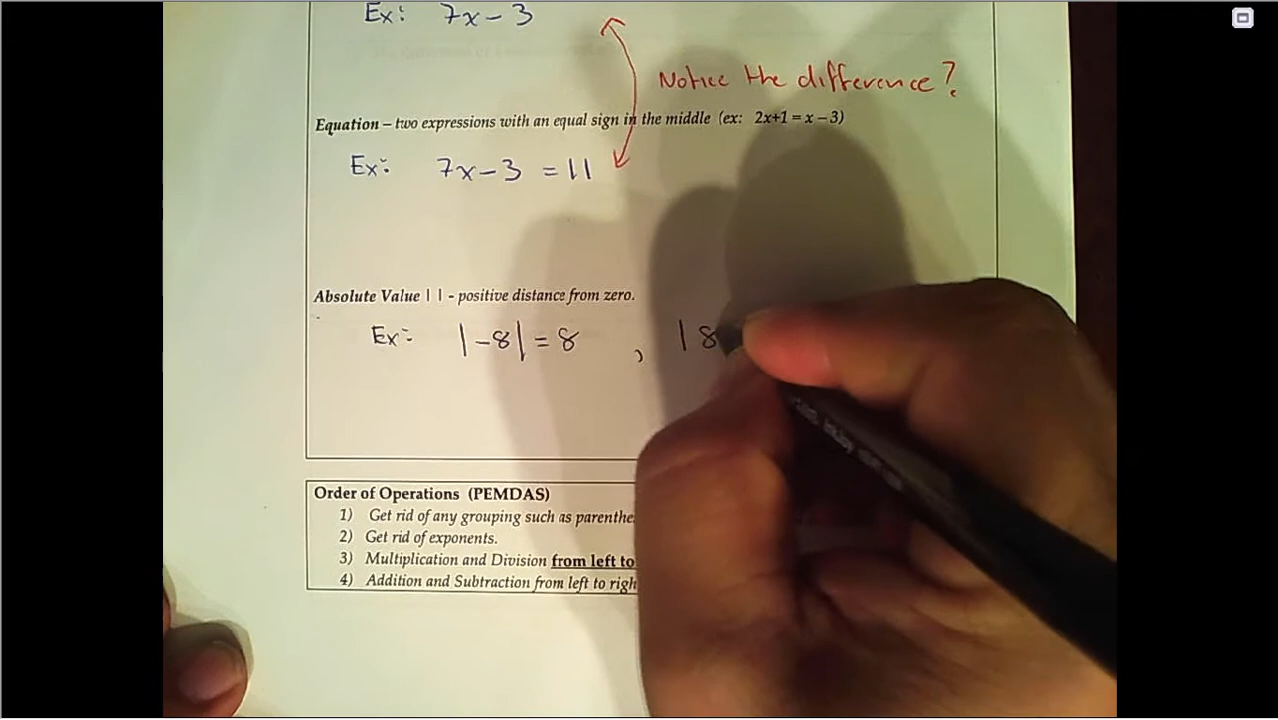 Ex: 7x - 3
Notice the difference?
Equation – two expressions with an equal sign in the middle (ex: 2x+1 = x – 3)
Ex: 7x - 3 = 11
Absolute Value | | - positive distance from zero.
Ex: |-8| = 8 , |8
Order of Operations (PEMDAS)
1) Get rid of any grouping such as
2) Get rid of exponents.
3) Multiplication and Division from left to
4) Addition and Subtraction from left to